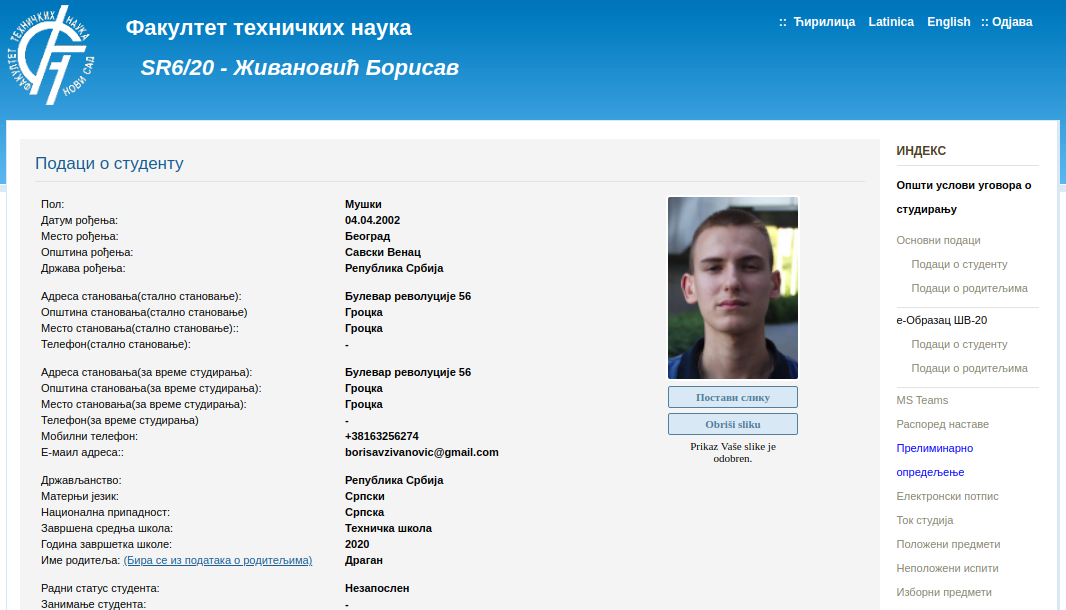 ФАКУЛТЕТ ТЕХНИЧКИХ НАУКА
НОВИ САД
Факултет техничких наука
:: Ћирилица Latinica English :: Одјава
SR6/20 - Живановић Борисав
Подаци о студенту
Пол: Мушки
Датум рођења: 04.04.2002
Место рођења: Београд
Општина рођења: Савски Венац
Држава рођења: Република Србија
Адреса становања(стално становање): Булевар револуције 56
Општина становања(стално становање) Гроцка
Место становања(стално становање):: Гроцка
Телефон(стално становање): -
Адреса становања(за време студирања): Булевар револуције 56
Општина становања(за време студирања): Гроцка
Место становања(за време студирања): Гроцка
Телефон(за време студирања) -
Мобилни телефон: +38163256274
Е-маил адреса:: borisavzivanovic@gmail.com
Држављанство: Република Србија
Матерњи језик: Српски
Национална припадност: Српска
Завршена средња школа: Техничка школа
Година завршетка школе: 2020
Име родитеља: (Бира се из података о родитељима) Драган
Радни статус студента: Незапослен
Занимање студента: -
Постави слику
Obriši sliku
Prikaz Vaše slike je
odobren.
ИНДЕКС
Општи услови уговора о
студирању
Основни подаци
Подаци о студенту
Подаци о родитељима
е-Образац ШВ-20
Подаци о студенту
Подаци о родитељима
MS Teams
Распоред наставе
Прелиминарно
опредељење
Електронски потпис
Ток студија
Положени предмети
Неположени испити
Изборни предмети